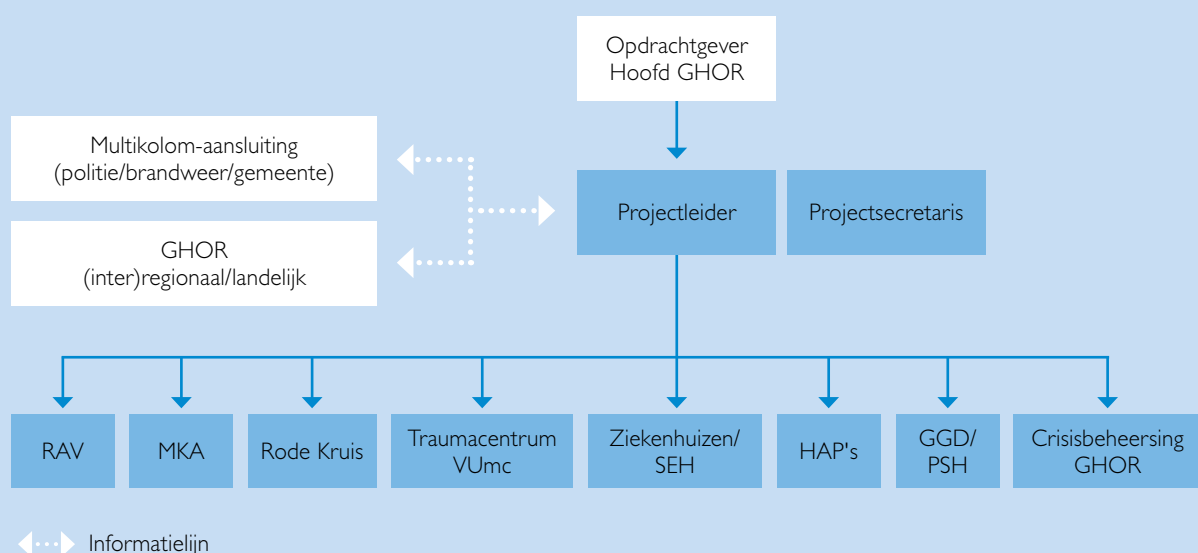 Opdrachtgever
Hoofd GHOR
Multikolom-aansluiting
(politie/brandweer/gemeente)
GHOR
(inter)regionaal/landelijk
Projectleider
Projectsecretaris
RAV
MKA
Rode Kruis
Traumacentrum
VUmc
Ziekenhuizen/
SEH
HAP's
GGD/
PSH
Crisisbeheersing
GHOR
Informatielijn